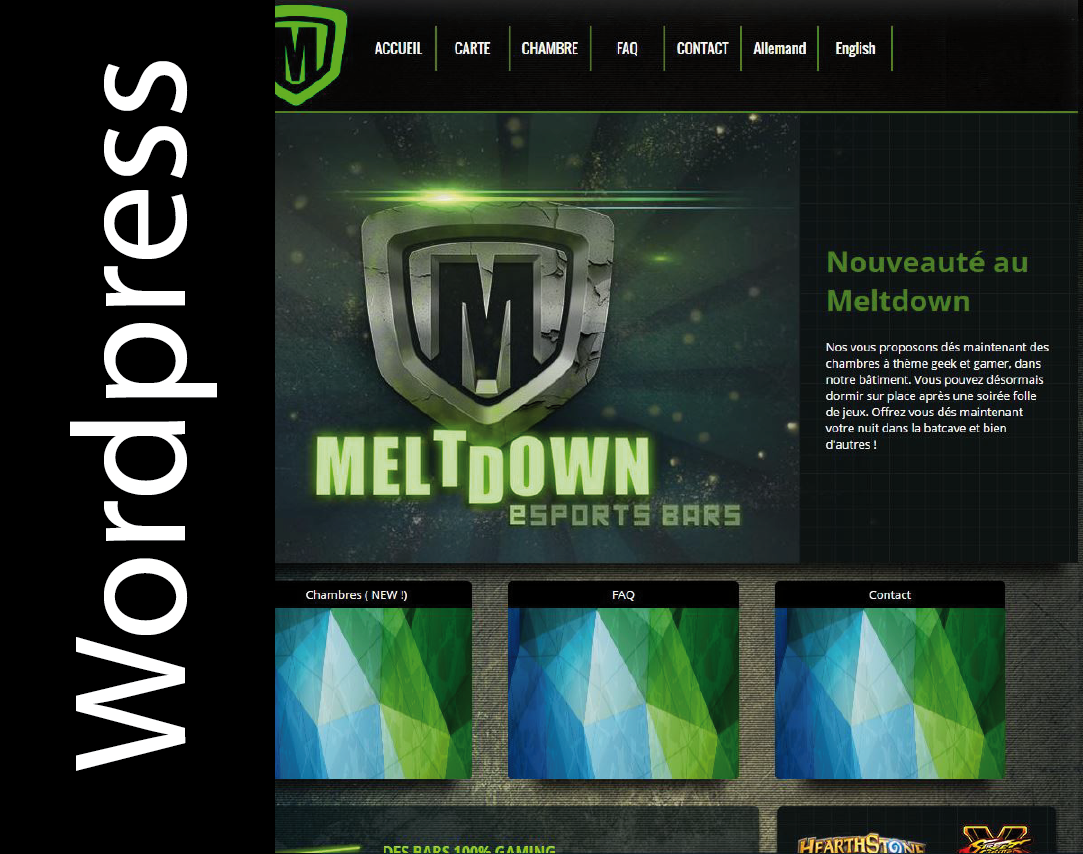 Wordpress
M
ACCUEIL CARTE CHAMBRE FAQ CONTACT Allemand English
M
MELTDOWN
eSPORTS BARS
Nouveauté au
Meltdown
Nos vous proposons dés maintenant des
chambres à thème geek et gamer, dans
notre bâtiment. Vous pouvez désormais
dormir sur place après une soirée folle
de jeux. Offrez vous dés maintenant
votre nuit dans la batcave et bien
d'autres !
Chambres ( NEW !) FAQ Contact
DES BARS 100% GAMING
HEARTHSTONE
V
STREET FIGHTER